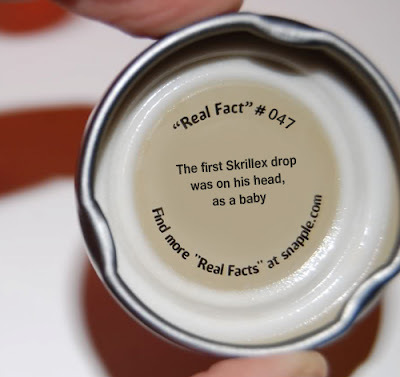 "Real Fact" # 047
The first Skrillex drop
was on his head,
as a baby
Find more "Real Facts" at snapple.com